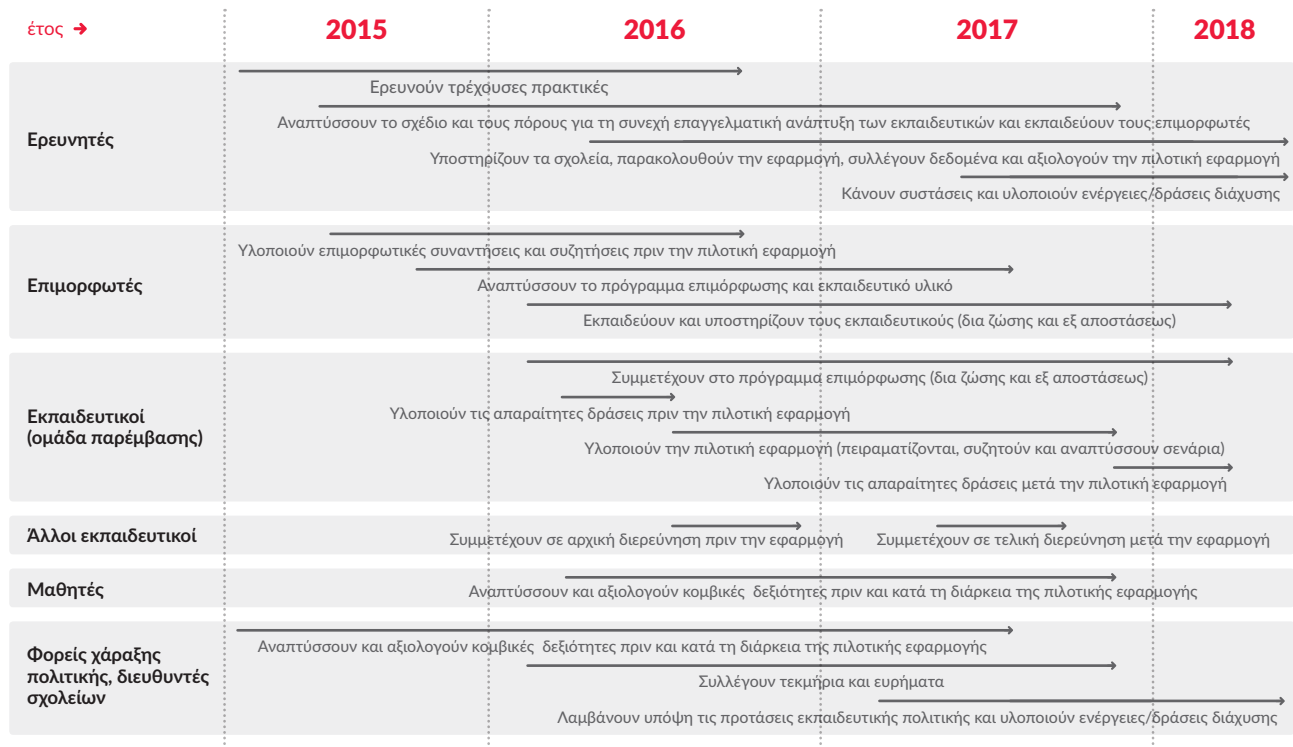 έτος → 2015 2016 2017 2018
Ερευνητές
Ερευνούν τρέχουσες πρακτικές
Αναπτύσσουν το σχέδιο και τους πόρους για τη συνεχή επαγγελματική ανάπτυξη των εκπαιδευτικών και εκπαιδεύουν τους επιμορφωτές
Υποστηρίζουν τα σχολεία, παρακολουθούν την εφαρμογή, συλλέγουν δεδομένα και αξιολογούν την πιλοτική εφαρμογή
Κάνουν συστάσεις και υλοποιούν ενέργειες/δράσεις διάχυσης
Επιμορφωτές
Υλοποιούν επιμορφωτικές συναντήσεις και συζητήσεις πριν την πιλοτική εφαρμογή
Αναπτύσσουν το πρόγραμμα επιμόρφωσης και εκπαιδευτικό υλικό
Εκπαιδεύουν και υποστηρίζουν τους εκπαιδευτικούς (δια ζώσης και εξ αποστάσεως)
Εκπαιδευτικοί
(ομάδα παρέμβασης)
Συμμετέχουν στο πρόγραμμα επιμόρφωσης (δια ζώσης και εξ αποστάσεως)
Υλοποιούν τις απαραίτητες δράσεις πριν την πιλοτική εφαρμογή
Υλοποιούν την πιλοτική εφαρμογή (πειραματίζονται, συζητούν και αναπτύσσουν σενάρια)
Υλοποιούν τις απαραίτητες δράσεις μετά την πιλοτική εφαρμογή
Άλλοι εκπαιδευτικοί
Συμμετέχουν σε αρχική διερεύνηση πριν την εφαρμογή Συμμετέχουν σε τελική διερεύνηση μετά την εφαρμογή
Μαθητές
Αναπτύσσουν και αξιολογούν κομβικές δεξιότητες πριν και κατά τη διάρκεια της πιλοτικής εφαρμογής
Φορείς χάραξης
πολιτικής, διευθυντές
σχολείων
Αναπτύσσουν και αξιολογούν κομβικές δεξιότητες πριν και κατά τη διάρκεια της πιλοτικής εφαρμογής
Συλλέγουν τεκμήρια και ευρήματα
Λαμβάνουν υπόψη τις προτάσεις εκπαιδευτικής πολιτικής και υλοποιούν ενέργειες/δράσεις διάχυσης